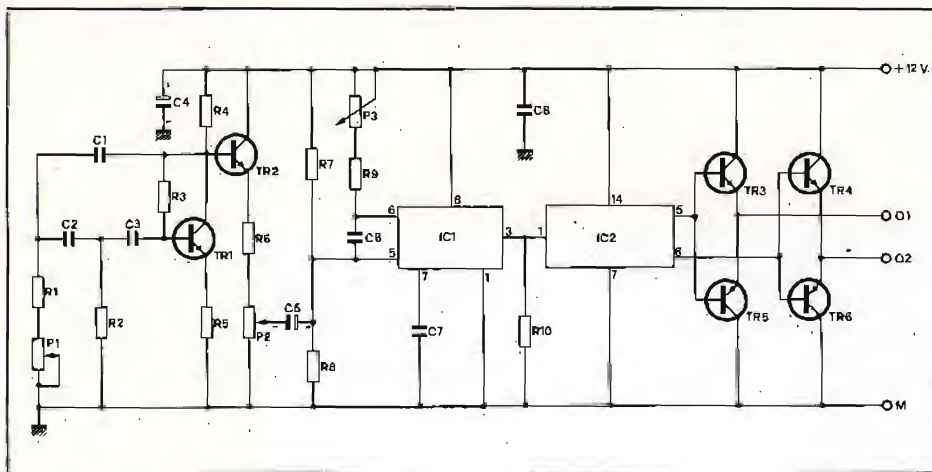 +12 V.
C4
R4
P3
C8
C1
TR2
R7
R9
TR3
TR4
R3
14
8
C2
C3
TR1
R6
6
C6
5
IC1
3
1
IC2
5
6
O1
O2
R1
7
1
7
TR5
TR6
R2
R5
P2
C5
C7
R10
P1
R8
M